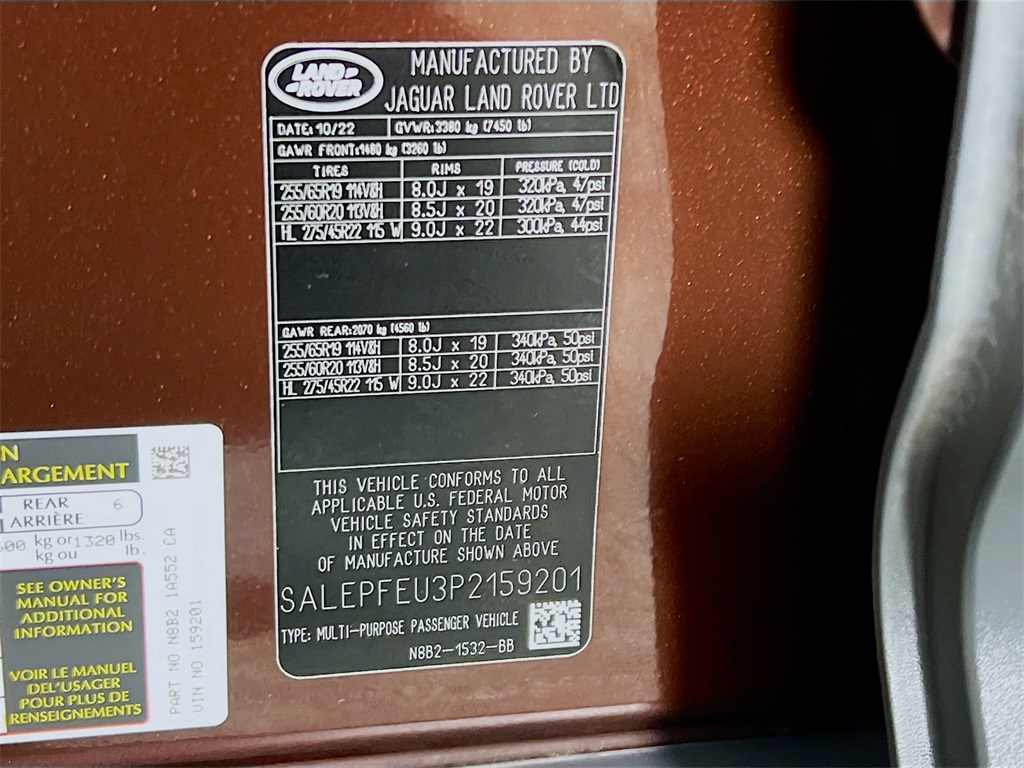 LAND ROVER
MANUFACTURED BY
JAGUAR LAND ROVER LTD
DATE: 10/22 GVWR:3380 kg (7450 lb)
GAWR FRONT:1480 kg (3260 lb)
TIRES RIMS PRESSURE (COLD)
255/65R19 114V&H 8.0J x 19 320kPa, 47psi
255/60R20 113V&H 8.5J x 20 320kPa, 47psi
HL 275/45R22 115 W 9.0J x 22 300kPa, 44psi
GAWR REAR:2070 kg (4560 lb)
255/65R19 114V&H 8.0J x 19 340kPa, 50psi
255/60R20 113V&H 8.5J x 20 340kPa, 50psi
HL 275/45R22 115 W 9.0J x 22 340kPa, 50psi
THIS VEHICLE CONFORMS TO ALL
APPLICABLE U.S. FEDERAL MOTOR
VEHICLE SAFETY STANDARDS
IN EFFECT ON THE DATE
OF MANUFACTURE SHOWN ABOVE
SALEPFEU3P2159201
TYPE: MULTI-PURPOSE PASSENGER VEHICLE
N8B2-1532-BB
N
ARGEMENT
REAR 6
ARRIÈRE
00 kg or 1320 lbs.
kg ou lb.
SEE OWNER'S
MANUAL FOR
ADDITIONAL
INFORMATION
VOIR LE MANUEL
DEL'USAGER
POUR PLUS DE
RENSEIGNEMENTS
PART NO N8B2 1A552 CA
VIN NO 159201